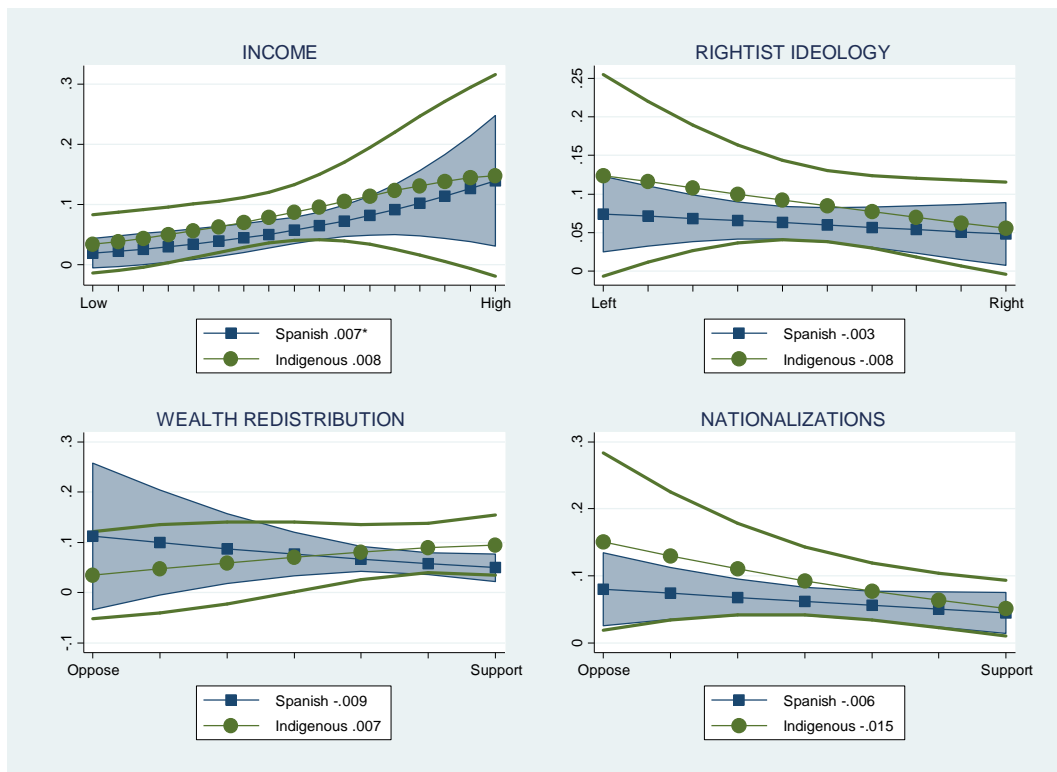 INCOME
.3
.2
.1
0
Low High
Spanish .007*
Indigenous .008
RIGHTIST IDEOLOGY
.25
.2
.15
.1
.05
0
Left Right
Spanish -.003
Indigenous -.008
WEALTH REDISTRIBUTION
.3
.2
.1
0
-.1
Oppose Support
Spanish -.009
Indigenous .007
NATIONALIZATIONS
.3
.2
.1
0
Oppose Support
Spanish -.006
Indigenous -.015